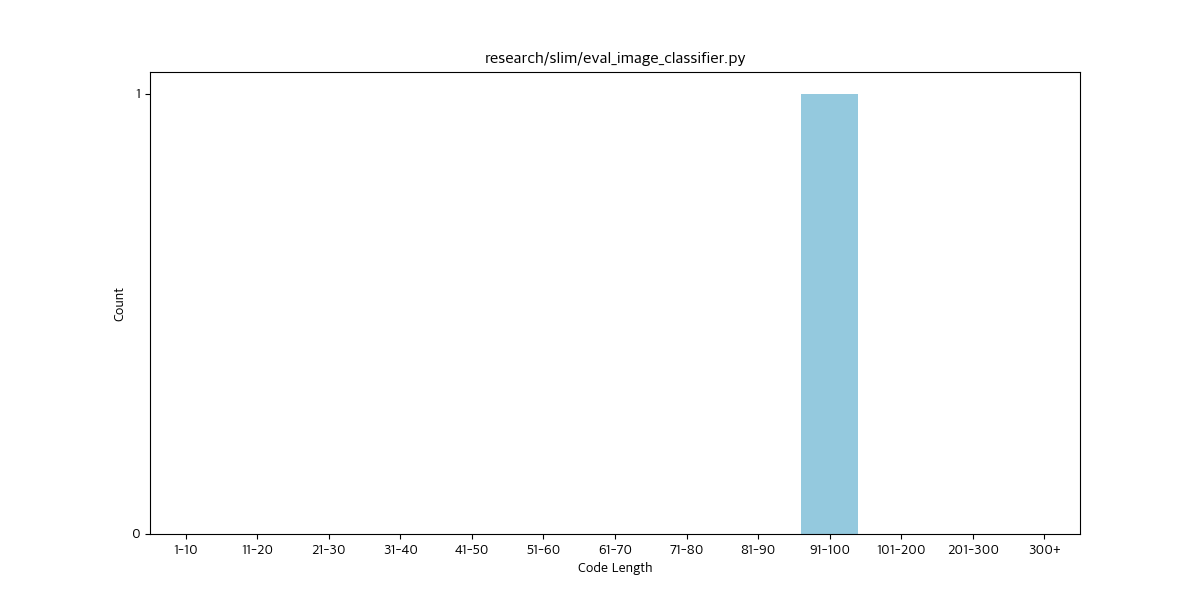 research/slim/eval_image_classifier.py
1
Count
0
1-10 11-20 21-30 31-40 41-50 51-60 61-70 71-80 81-90 91-100 101-200 201-300 300+
Code Length